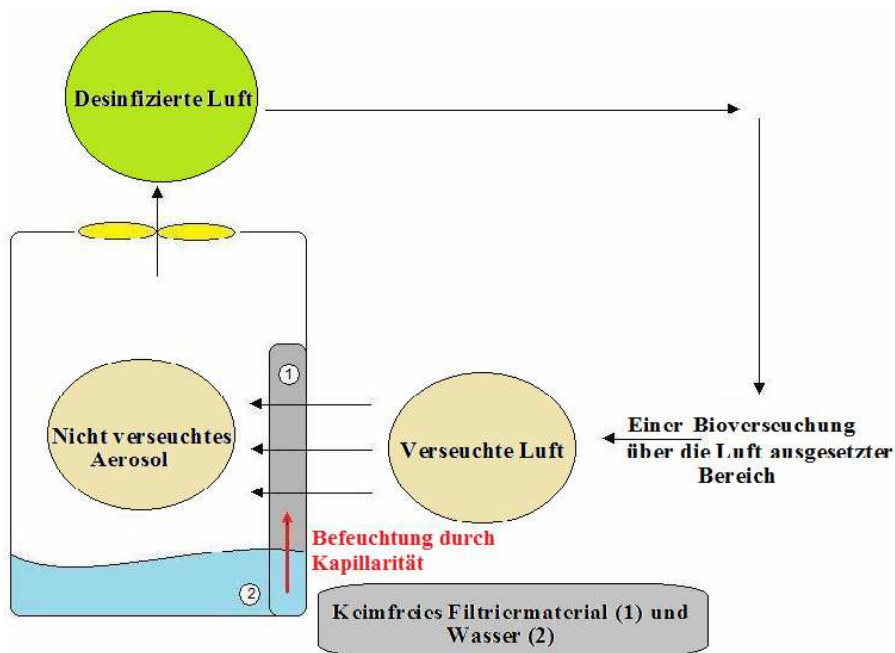 Desinfizierte Luft
1
Nicht verseuchtes
Aerosol
Verseuchte Luft
Einer Bioverseuchung
über die Luft ausgesetzter
Bereich
Befeuchtung durch
Kapillarität
2
Keimfreies Filtriermaterial (1) und
Wasser (2)